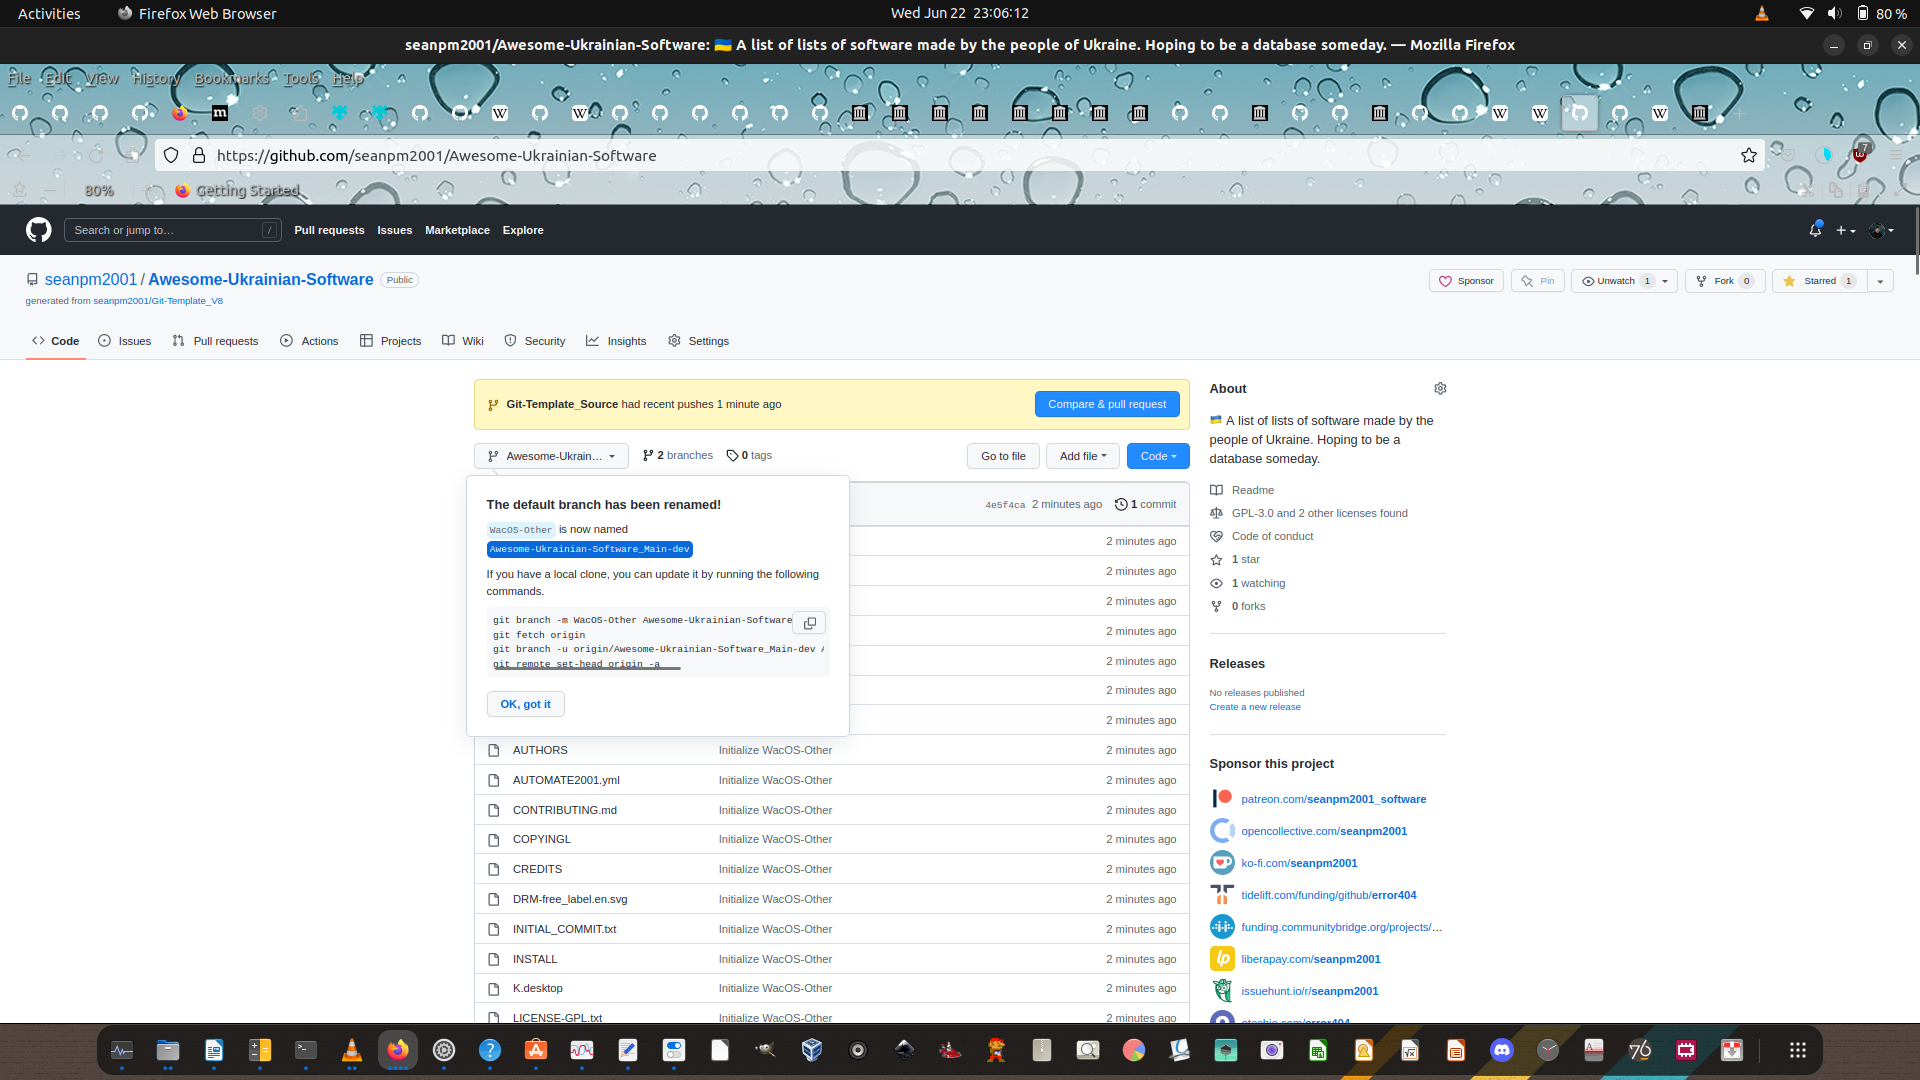 Activities
Firefox Web Browser
Wed Jun 22 23:06:12
80 %
seanpm2001/Awesome-Ukrainian-Software: 🇺🇦 A list of lists of software made by the people of Ukraine. Hoping to be a database someday. — Mozilla Firefox
File Edit View History Bookmarks Tools Help
https://github.com/seanpm2001/Awesome-Ukrainian-Software
7
80%
Getting Started
Search or jump to…
/
Pull requests
Issues
Marketplace
Explore
seanpm2001 / Awesome-Ukrainian-Software
Public
generated from seanpm2001/Git-Template_V8
Sponsor
Pin
Unwatch 1
Fork 0
Starred 1
Code
Issues
Pull requests
Actions
Projects
Wiki
Security
Insights
Settings
Git-Template_Source had recent pushes 1 minute ago
Compare & pull request
Awesome-Ukrain…
2 branches
0 tags
Go to file
Add file
Code
The default branch has been renamed!
WacOS-Other is now named
Awesome-Ukrainian-Software_Main-dev
If you have a local clone, you can update it by running the following
commands.
git branch -m WacOS-Other Awesome-Ukrainian-Software
git fetch origin
git branch -u origin/Awesome-Ukrainian-Software_Main-dev
git remote set-head origin -a
OK, got it
4e5f4ca 2 minutes ago
1 commit
2 minutes ago
2 minutes ago
2 minutes ago
2 minutes ago
2 minutes ago
2 minutes ago
2 minutes ago
AUTHORS Initialize WacOS-Other 2 minutes ago
AUTOMATE2001.yml Initialize WacOS-Other 2 minutes ago
CONTRIBUTING.md Initialize WacOS-Other 2 minutes ago
COPYINGL Initialize WacOS-Other 2 minutes ago
CREDITS Initialize WacOS-Other 2 minutes ago
DRM-free_label.en.svg Initialize WacOS-Other 2 minutes ago
INITIAL_COMMIT.txt Initialize WacOS-Other 2 minutes ago
INSTALL Initialize WacOS-Other 2 minutes ago
K.desktop Initialize WacOS-Other 2 minutes ago
LICENSE-GPL.txt Initialize WacOS-Other 2 minutes ago
About
🇺🇦 A list of lists of software made by the
people of Ukraine. Hoping to be a
database someday.
Readme
GPL-3.0 and 2 other licenses found
Code of conduct
1 star
1 watching
0 forks
Releases
No releases published
Create a new release
Sponsor this project
patreon.com/seanpm2001_software
opencollective.com/seanpm2001
ko-fi.com/seanpm2001
tidelift.com/funding/github/error404
funding.communitybridge.org/projects/…
liberapay.com/seanpm2001
issuehunt.io/r/seanpm2001
otechie.com/error404